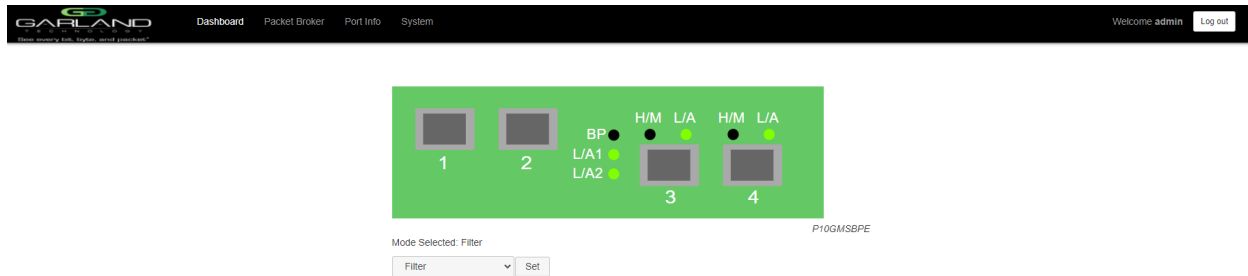 GARLAND
TECHNOLOGY
See every bit, byte, and packet®
Dashboard Packet Broker Port Info System
Welcome admin Log out
H/M L/A H/M L/A
BP
L/A1
L/A2
1 2 3 4
P10GMSBPE
Mode Selected: Filter
Filter Set